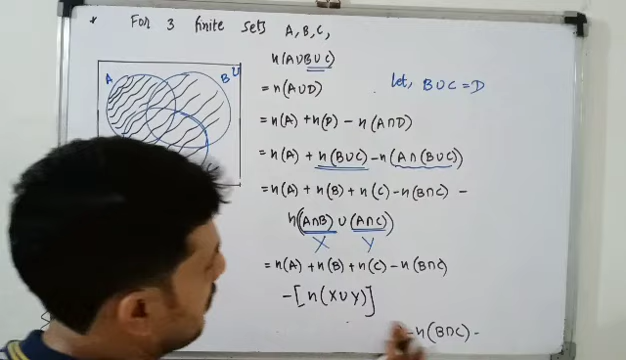 * For 3 finite sets A, B, C,
n(A∪B∪C)
= n(A∪D) . let, B∪C = D
= n(A) + n(D) - n(A∩D)
= n(A) + n(B∪C) - n(A∩(B∪C))
= n(A) + n(B) + n(C) - n(B∩C) -
n((A∩B) ∪ (A∩C))
X Y
= n(A) + n(B) + n(C) - n(B∩C)
-[n(X∪Y)]
-n(B∩C) -
A B U